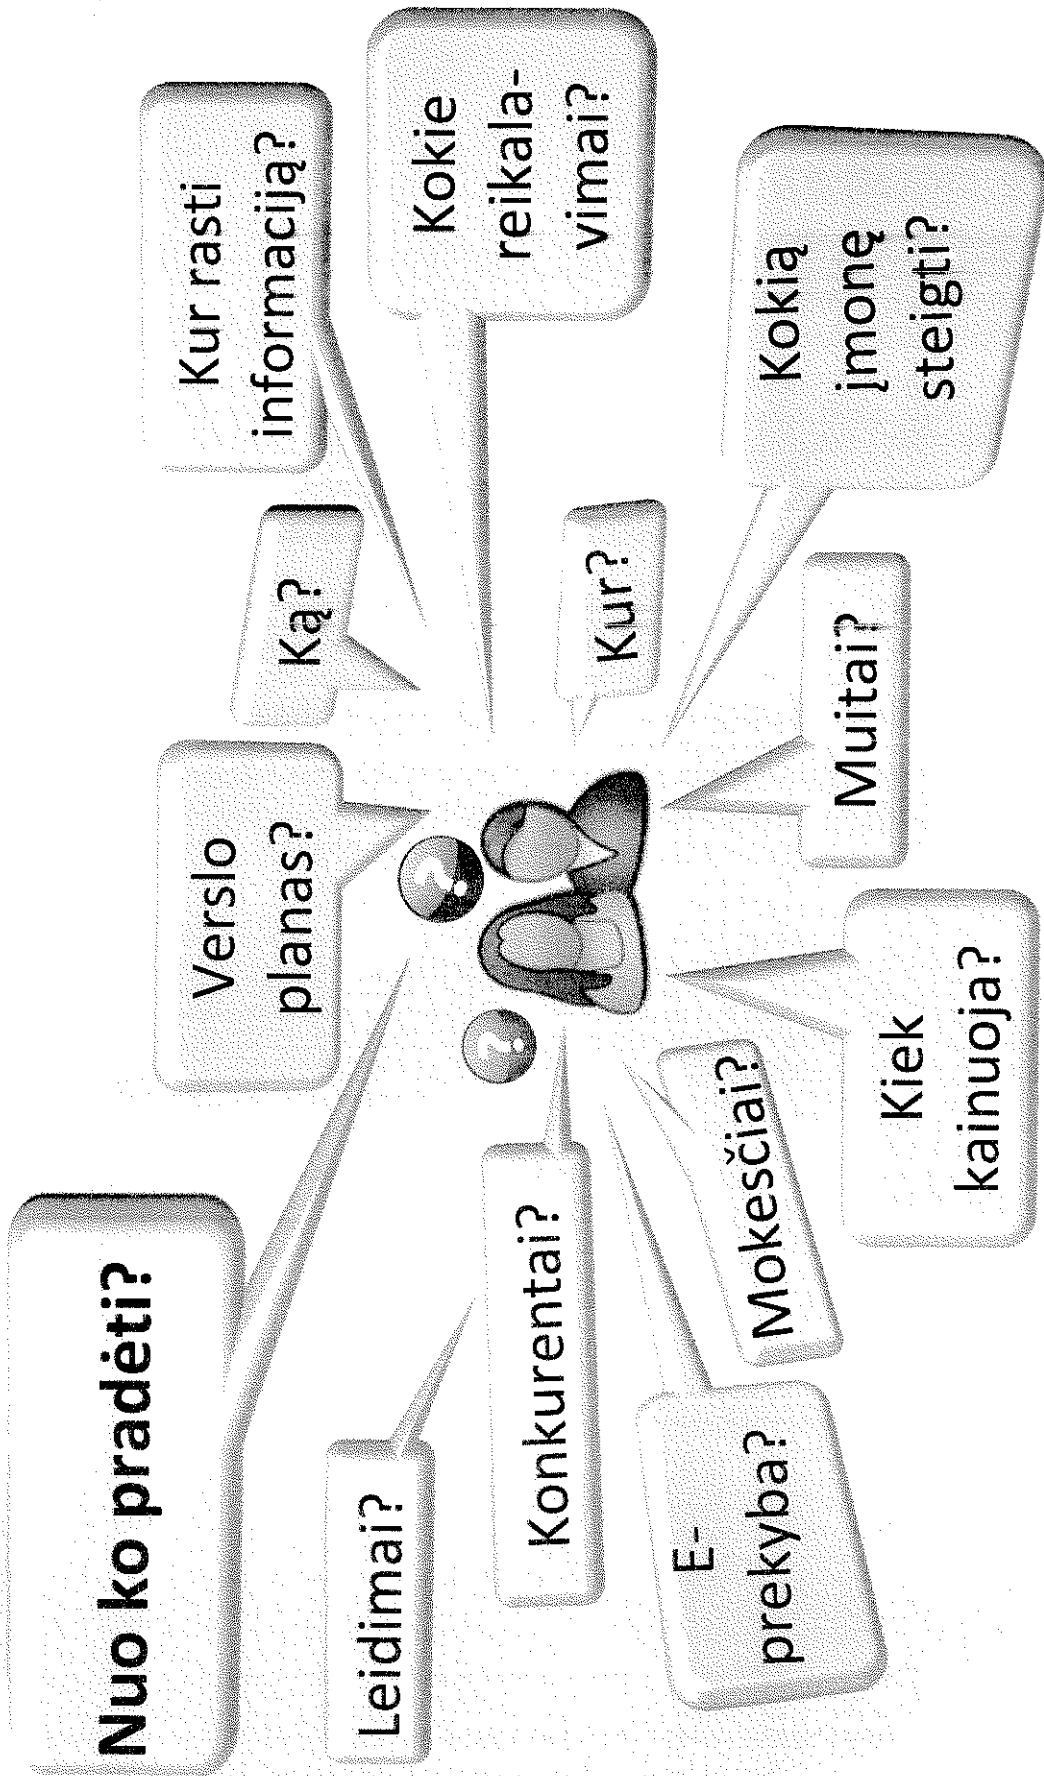 Nuo ko pradėti?
Verslo
planas?
Ką?
Kur rasti
informaciją?
Leidimai?
Konkurentai?
Kokie
reikala-
vimai?
Kur?
E-
prekyba?
Mokesčiai?
Kiek
kainuoja?
Muitai?
Kokią
įmonę
steigti?
?
?